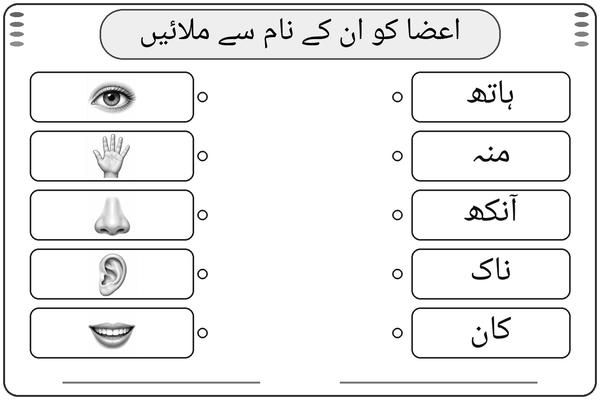 اعضا کو ان کے نام سے ملائیں
ہاتھ
منہ
آنکھ
ناک
کان